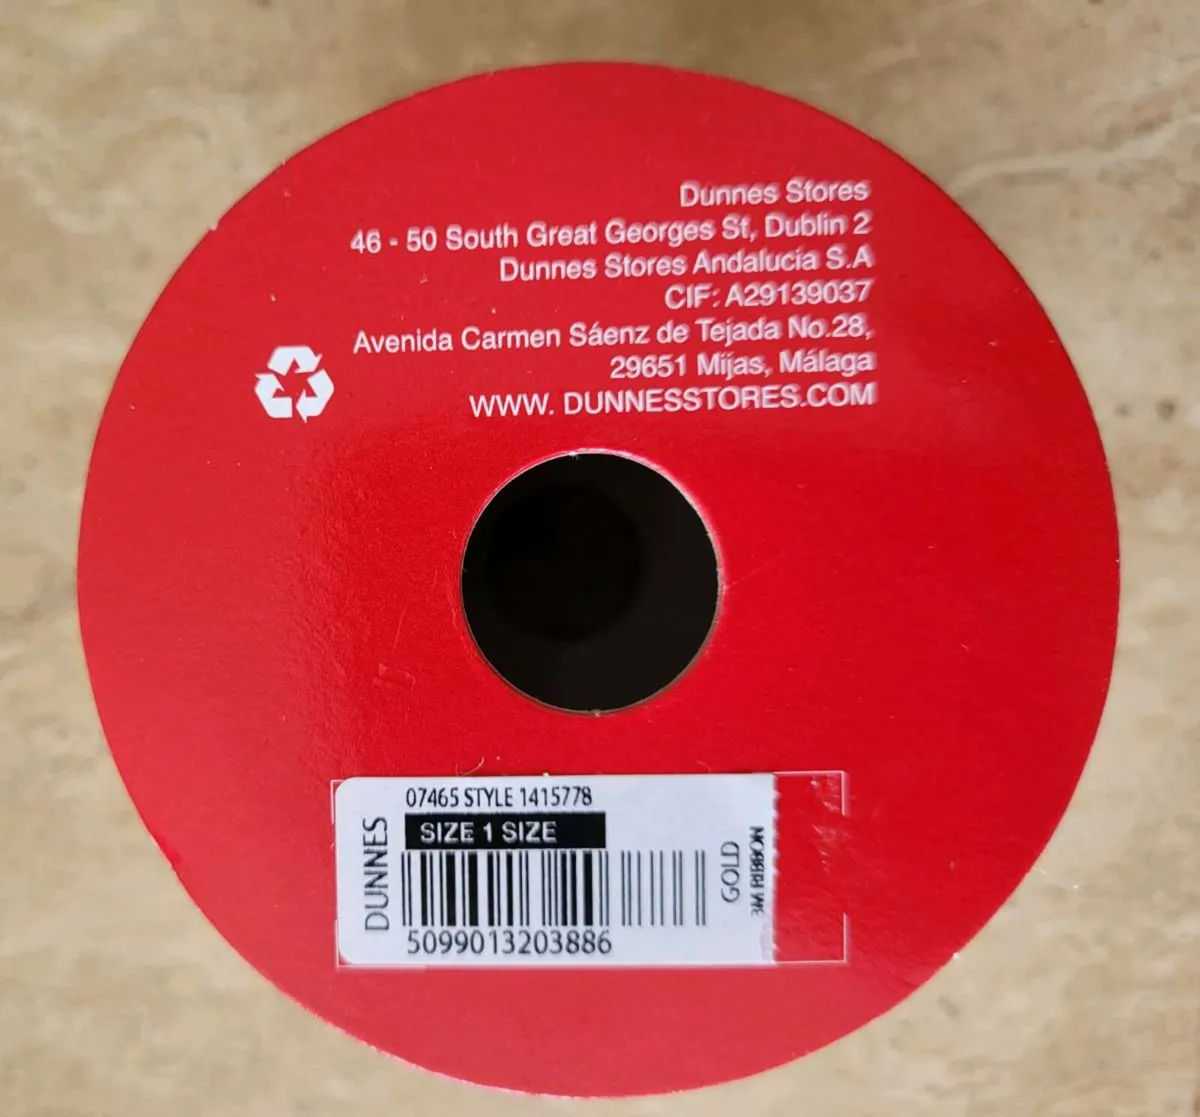 Dunnes Stores
46 - 50 South Great Georges St, Dublin 2
Dunnes Stores Andalucía S.A
CIF: A29139037
Avenida Carmen Sáenz de Tejada No.28,
29651 Mijas, Málaga
WWW. DUNNESSTORES.COM
DUNNES
07465 STYLE 1415778
SIZE 1 SIZE
5099013203886
GOLD
3M RIBBON